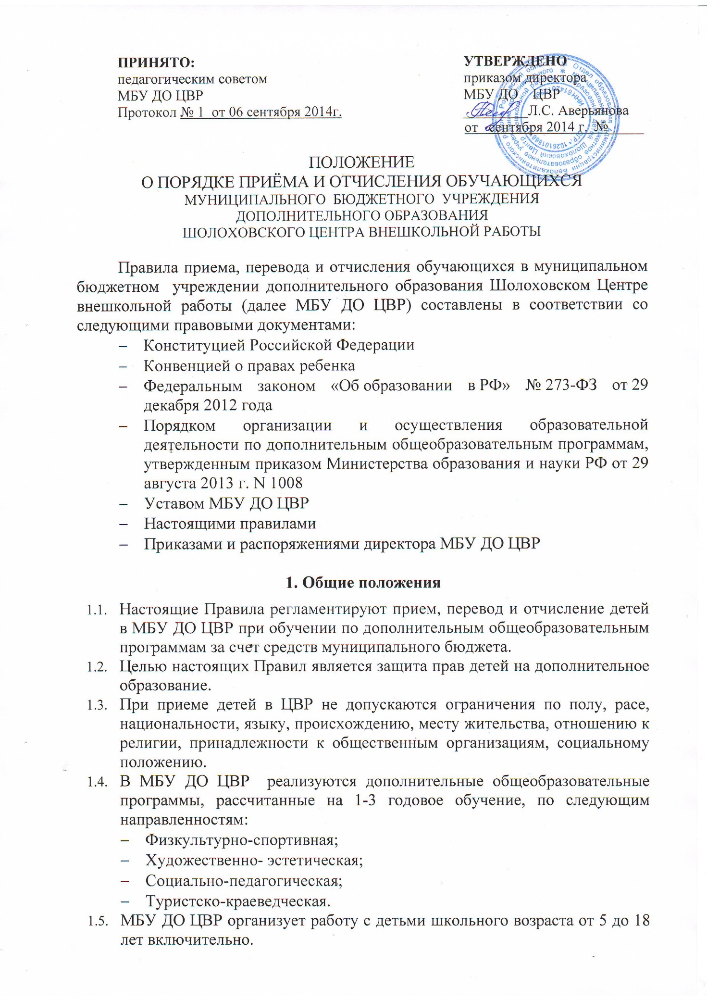 ПРИНЯТО:
педагогическим советом
МБУ ДО ЦВР
Протокол № 1 от 06 сентября 2014г.
УТВЕРЖДЕНО
приказом директора
МБУ ДО ЦВР
Л.С. Аверьянова
от сентября 2014 г. №
ПОЛОЖЕНИЕ
О ПОРЯДКЕ ПРИЁМА И ОТЧИСЛЕНИЯ ОБУЧАЮЩИХСЯ
МУНИЦИПАЛЬНОГО БЮДЖЕТНОГО УЧРЕЖДЕНИЯ
ДОПОЛНИТЕЛЬНОГО ОБРАЗОВАНИЯ
ШОЛОХОВСКОГО ЦЕНТРА ВНЕШКОЛЬНОЙ РАБОТЫ
Правила приема, перевода и отчисления обучающихся в муниципальном
бюджетном учреждении дополнительного образования Шолоховском Центре
внешкольной работы (далее МБУ ДО ЦВР) составлены в соответствии со
следующими правовыми документами:
– Конституцией Российской Федерации
– Конвенцией о правах ребенка
– Федеральным законом «Об образовании в РФ» № 273-ФЗ от 29
декабря 2012 года
– Порядком организации и осуществления образовательной
деятельности по дополнительным общеобразовательным программам,
утвержденным приказом Министерства образования и науки РФ от 29
августа 2013 г. N 1008
– Уставом МБУ ДО ЦВР
– Настоящими правилами
– Приказами и распоряжениями директора МБУ ДО ЦВР
1. Общие положения
1.1. Настоящие Правила регламентируют прием, перевод и отчисление детей
в МБУ ДО ЦВР при обучении по дополнительным общеобразовательным
программам за счет средств муниципального бюджета.
1.2. Целью настоящих Правил является защита прав детей на дополнительное
образование.
1.3. При приеме детей в ЦВР не допускаются ограничения по полу, расе,
национальности, языку, происхождению, месту жительства, отношению к
религии, принадлежности к общественным организациям, социальному
положению.
1.4. В МБУ ДО ЦВР реализуются дополнительные общеобразовательные
программы, рассчитанные на 1-3 годовое обучение, по следующим
направленностям:
– Физкультурно-спортивная;
– Художественно- эстетическая;
– Социально-педагогическая;
– Туристско-краеведческая.
1.5. МБУ ДО ЦВР организует работу с детьми школьного возраста от 5 до 18
лет включительно.